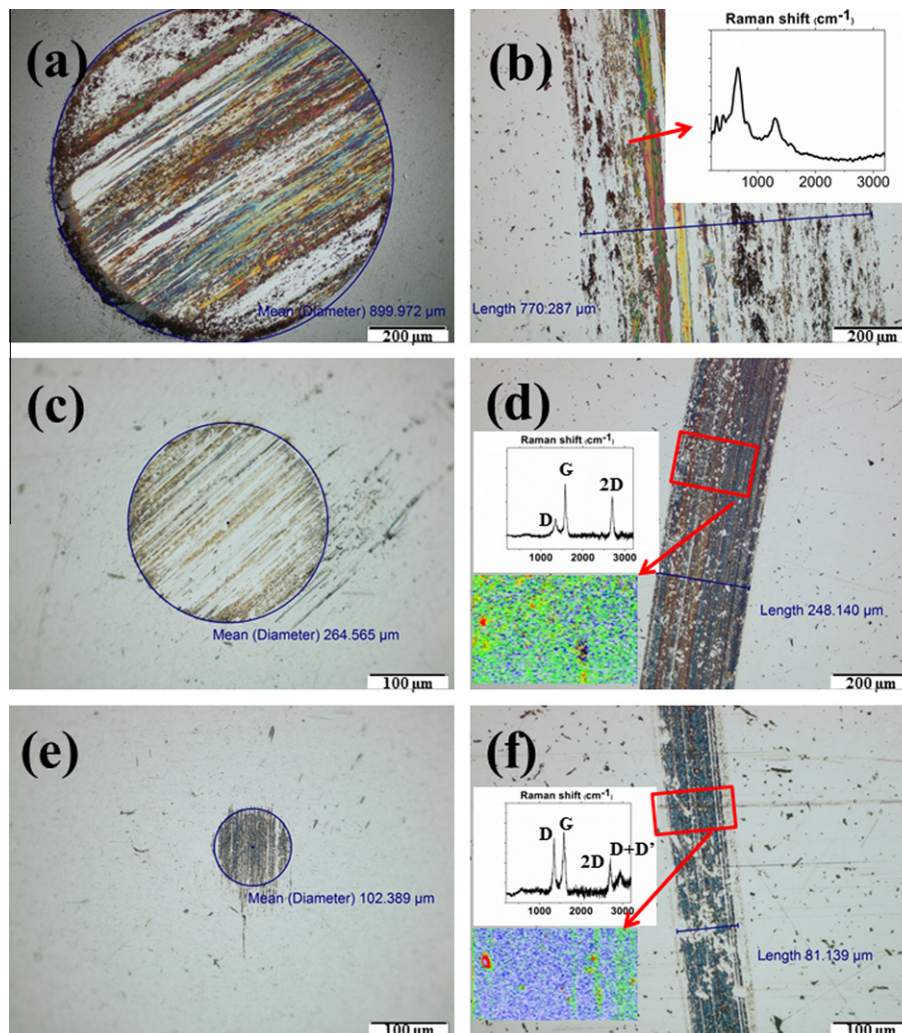 (a)
Mean (Diameter) 899.972 µm
200 µm
(b)
Raman shift (cm-1)
1000 2000 3000
Length 770.287 µm
200 µm
(c)
Mean (Diameter) 264.565 µm
100 µm
(d)
Raman shift (cm-1)
G
2D
D
1000 2000 3000
Length 248.140 µm
200 µm
(e)
Mean (Diameter) 102.389 µm
100 µm
(f)
Raman shift (cm-1)
G
D
D+D'
2D
1000 2000 3000
Length 81.139 µm
100 µm